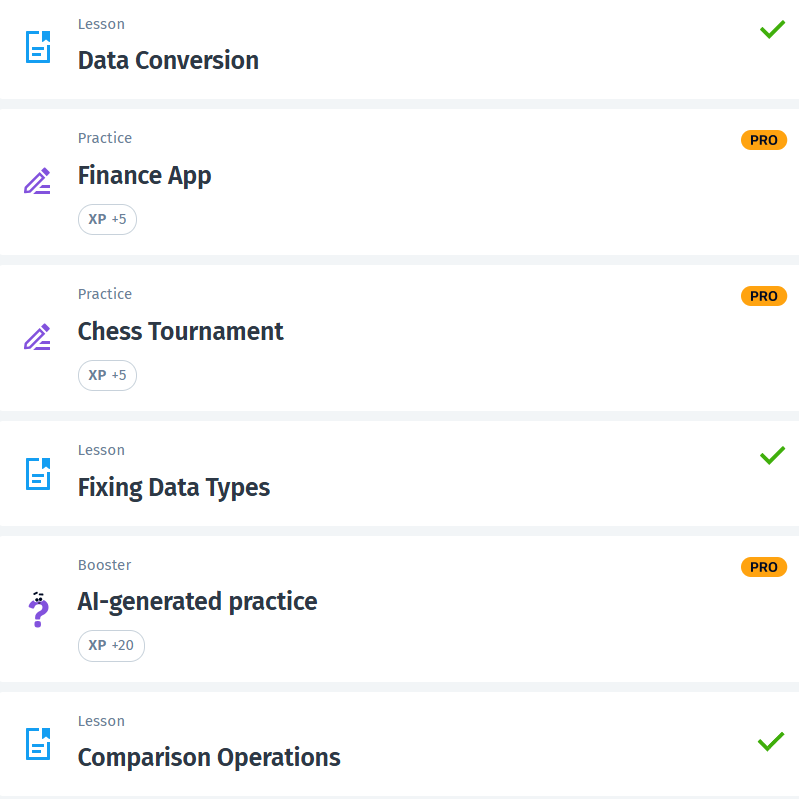 Lesson
Data Conversion
Practice
PRO
Finance App
XP +5
Practice
PRO
Chess Tournament
XP +5
Lesson
Fixing Data Types
Booster
PRO
AI-generated practice
XP +20
Lesson
Comparison Operations